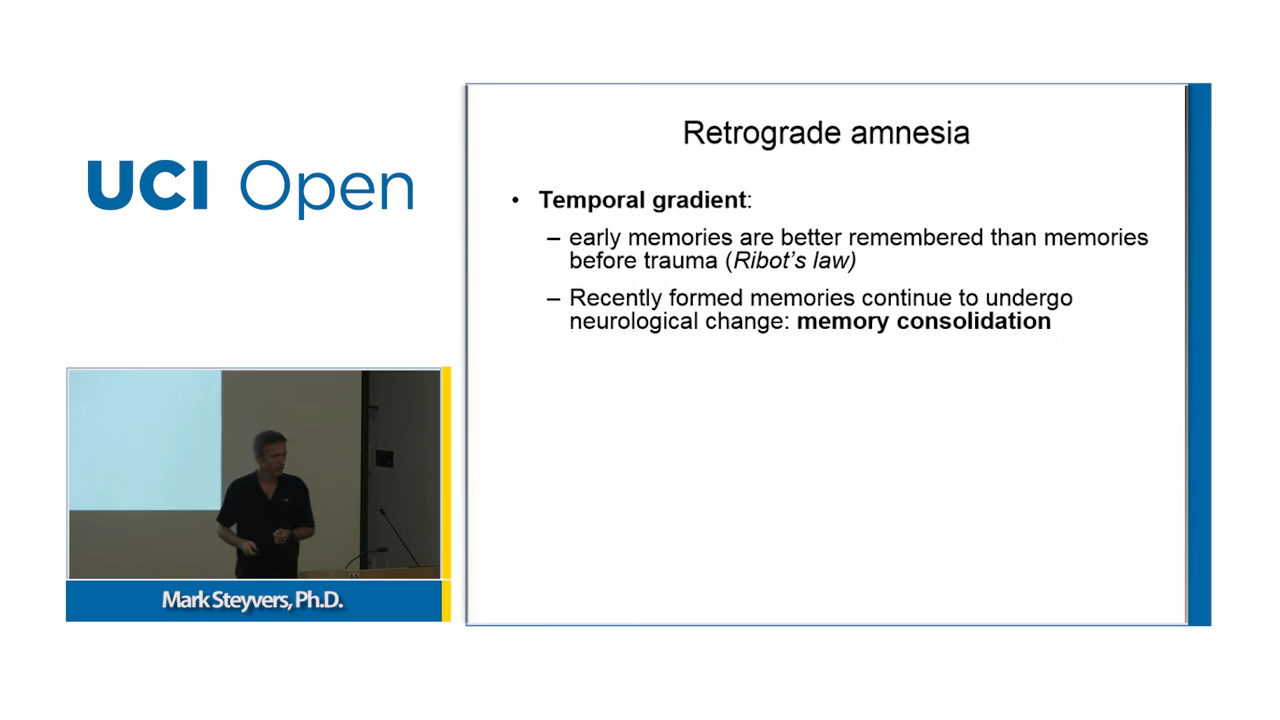 UCI Open
Retrograde amnesia
• Temporal gradient:
– early memories are better remembered than memories
before trauma (Ribot's law)
– Recently formed memories continue to undergo
neurological change: memory consolidation
Mark Steyvers, Ph.D.